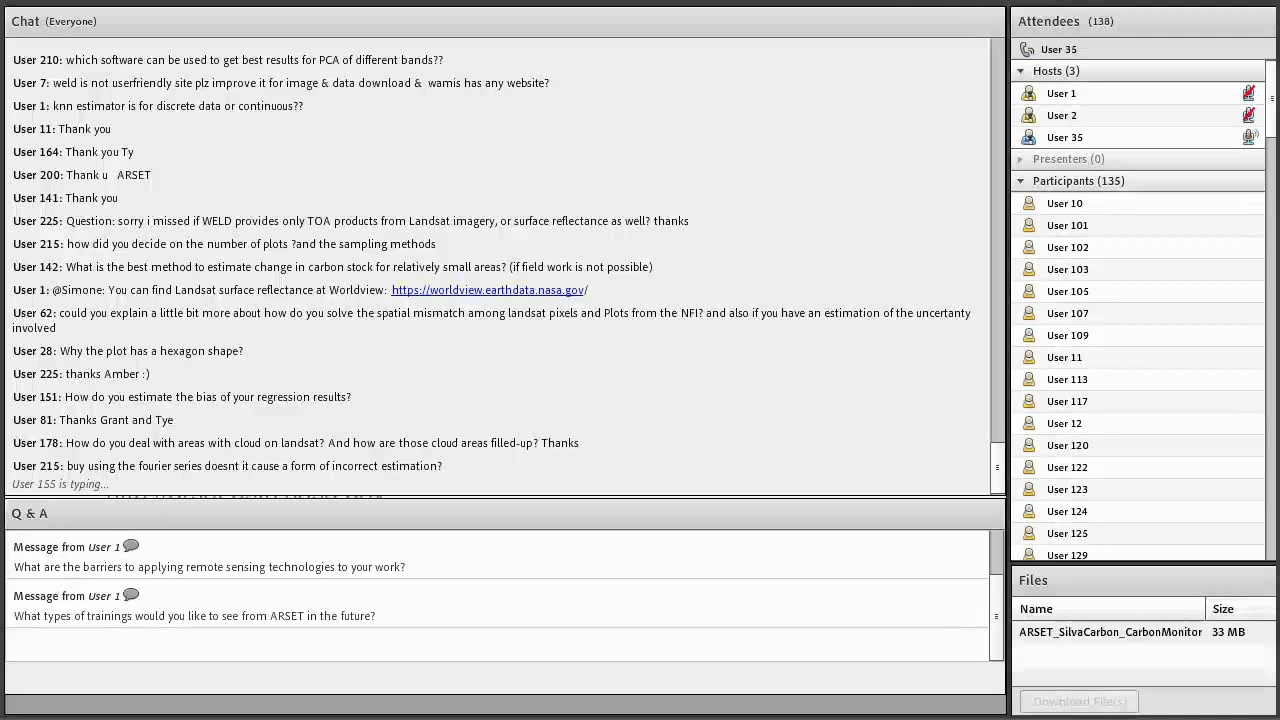 Chat (Everyone)
User 210: which software can be used to get best results for PCA of different bands??
User 7: weld is not userfriendly site plz improve it for image & data download & wamis has any website?
User 1: knn estimator is for discrete data or continuous??
User 11: Thank you
User 164: Thank you Ty
User 200: Thank u ARSET
User 141: Thank you
User 225: Question: sorry i missed if WELD provides only TOA products from Landsat imagery, or surface reflectance as well? thanks
User 215: how did you decide on the number of plots ?and the sampling methods
User 142: What is the best method to estimate change in carbon stock for relatively small areas? (if field work is not possible)
User 1: @Simone: You can find Landsat surface reflectance at Worldview: https://worldview.earthdata.nasa.gov/
User 62: could you explain a little bit more about how do you solve the spatial mismatch among landsat pixels and Plots from the NFI? and also if you have an estimation of the uncertainty
involved
User 28: Why the plot has a hexagon shape?
User 225: thanks Amber :)
User 151: How do you estimate the bias of your regression results?
User 81: Thanks Grant and Tye
User 178: How do you deal with areas with cloud on landsat? And how are those cloud areas filled-up? Thanks
User 215: buy using the fourier series doesnt it cause a form of incorrect estimation?
User 155 is typing...
Q & A
Message from User 1
What are the barriers to applying remote sensing technologies to your work?
Message from User 1
What types of trainings would you like to see from ARSET in the future?
Attendees (138)
User 35
Hosts (3)
User 1
User 2
User 35
Presenters (0)
Participants (135)
User 10
User 101
User 102
User 103
User 105
User 107
User 109
User 11
User 113
User 117
User 12
User 120
User 122
User 123
User 124
User 125
User 129
Files
Name Size
ARSET_SilvaCarbon_CarbonMonitor 33 MB
Download File(s)